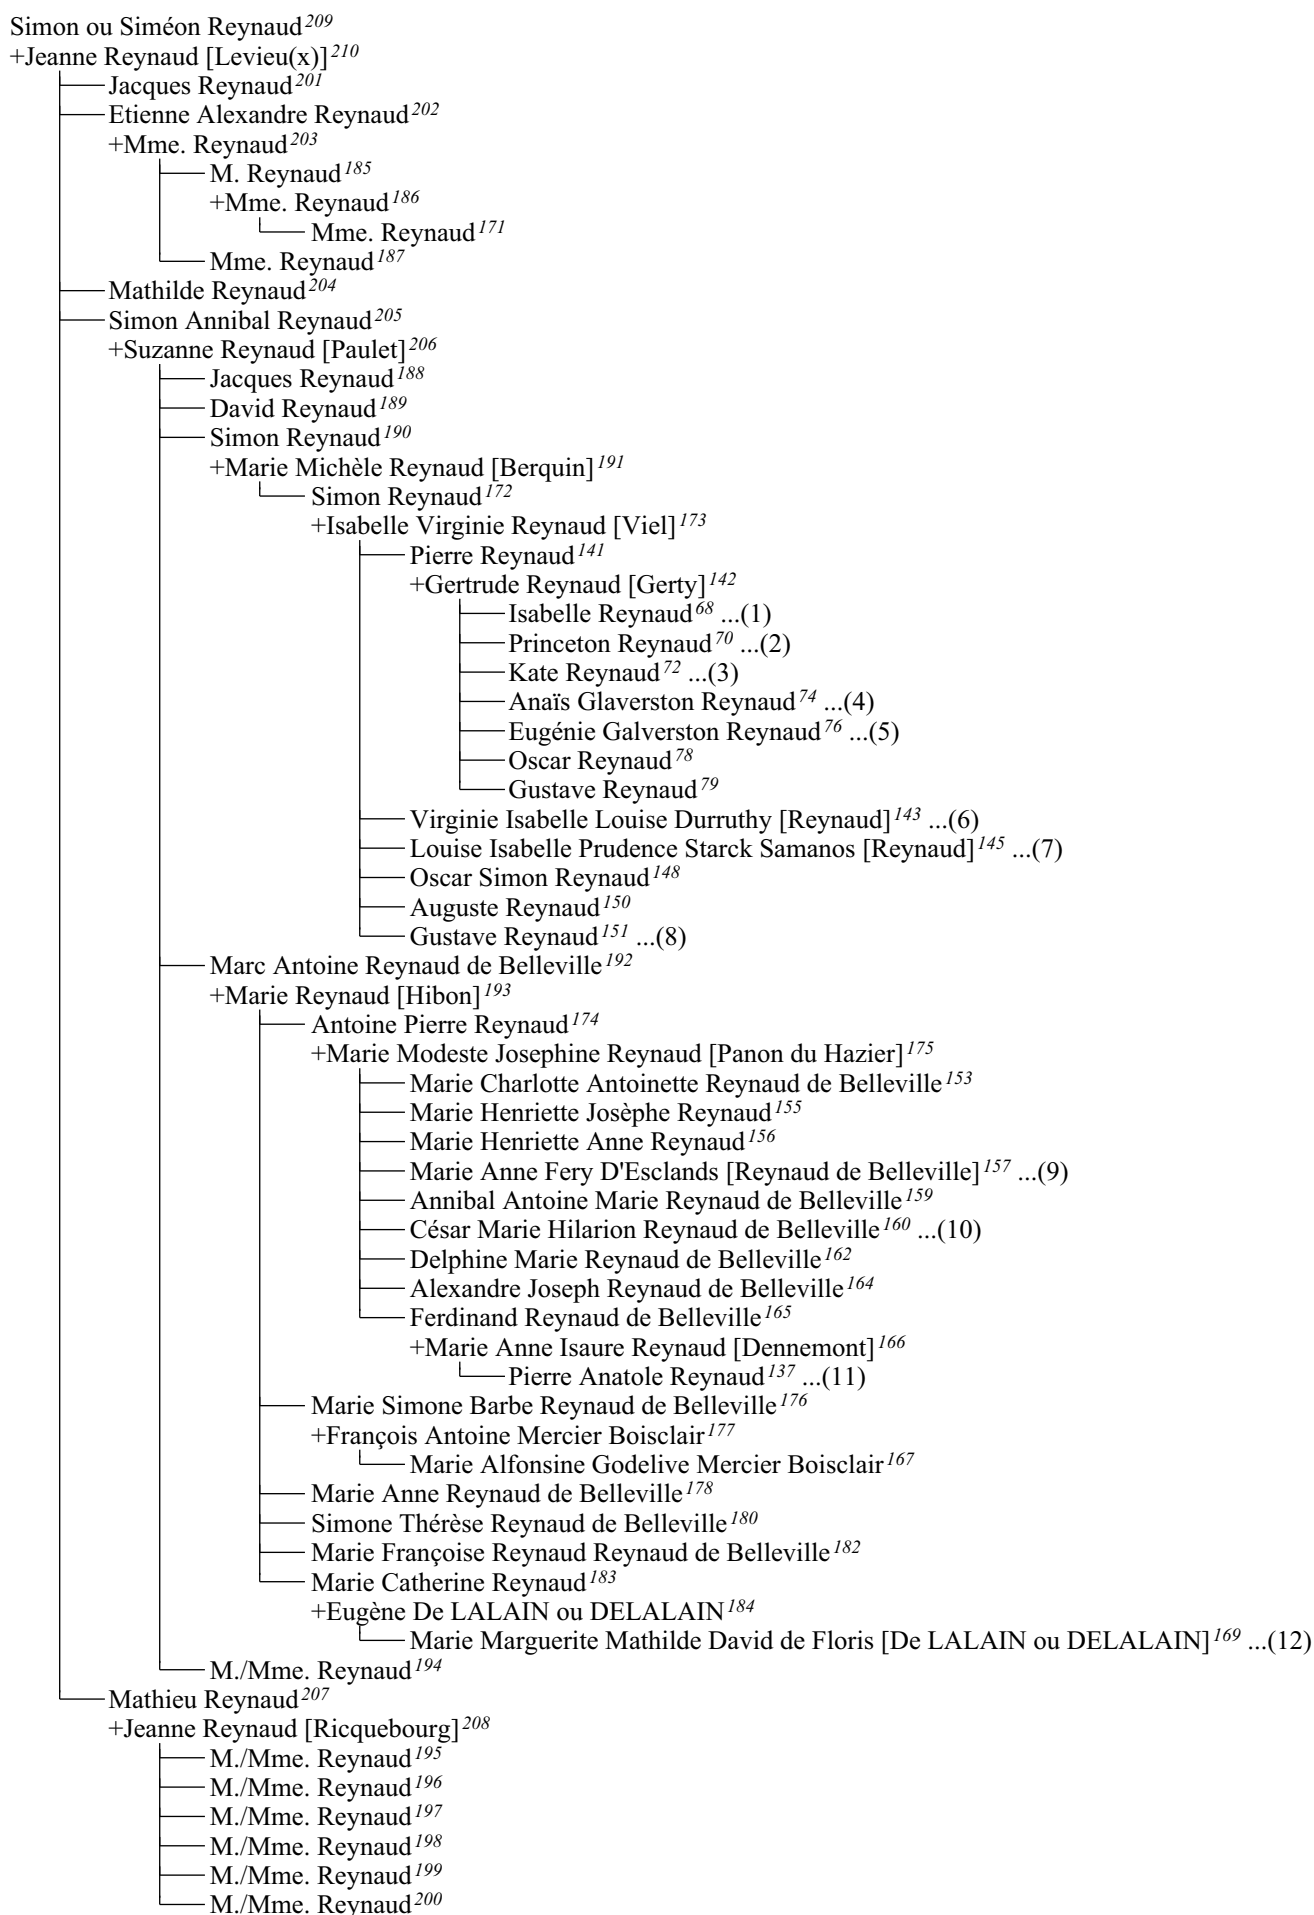 Simon ou Siméon Reynaud209
+Jeanne Reynaud [Levieu(x)]210
Jacques Reynaud201
Etienne Alexandre Reynaud202
+Mme. Reynaud203
M. Reynaud185
+Mme. Reynaud186
Mme. Reynaud171
Mme. Reynaud187
Mathilde Reynaud204
Simon Annibal Reynaud205
+Suzanne Reynaud [Paulet]206
Jacques Reynaud188
David Reynaud189
Simon Reynaud190
+Marie Michèle Reynaud [Berquin]191
Simon Reynaud172
+Isabelle Virginie Reynaud [Viel]173
Pierre Reynaud141
+Gertrude Reynaud [Gerty]142
Isabelle Reynaud68 ...(1)
Princeton Reynaud70 ...(2)
Kate Reynaud72 ...(3)
Anaïs Glaverston Reynaud74 ...(4)
Eugénie Galverston Reynaud76 ...(5)
Oscar Reynaud78
Gustave Reynaud79
Virginie Isabelle Louise Durruthy [Reynaud]143 ...(6)
Louise Isabelle Prudence Starck Samanos [Reynaud]145 ...(7)
Oscar Simon Reynaud148
Auguste Reynaud150
Gustave Reynaud151 ...(8)
Marc Antoine Reynaud de Belleville192
+Marie Reynaud [Hibon]193
Antoine Pierre Reynaud174
+Marie Modeste Josephine Reynaud [Panon du Hazier]175
Marie Charlotte Antoinette Reynaud de Belleville153
Marie Henriette Josèphe Reynaud155
Marie Henriette Anne Reynaud156
Marie Anne Fery D'Esclands [Reynaud de Belleville]157 ...(9)
Annibal Antoine Marie Reynaud de Belleville159
César Marie Hilarion Reynaud de Belleville160 ...(10)
Delphine Marie Reynaud de Belleville162
Alexandre Joseph Reynaud de Belleville164
Ferdinand Reynaud de Belleville165
+Marie Anne Isaure Reynaud [Dennemont]166
Pierre Anatole Reynaud137 ...(11)
Marie Simone Barbe Reynaud de Belleville176
+François Antoine Mercier Boisclair177
Marie Alfonsine Godelive Mercier Boisclair167
Marie Anne Reynaud de Belleville178
Simone Thérèse Reynaud de Belleville180
Marie Françoise Reynaud Reynaud de Belleville182
Marie Catherine Reynaud183
+Eugène De LALAIN ou DELALAIN184
Marie Marguerite Mathilde David de Floris [De LALAIN ou DELALAIN]169 ...(12)
M./Mme. Reynaud194
Mathieu Reynaud207
+Jeanne Reynaud [Ricquebourg]208
M./Mme. Reynaud195
M./Mme. Reynaud196
M./Mme. Reynaud197
M./Mme. Reynaud198
M./Mme. Reynaud199
M./Mme. Reynaud200